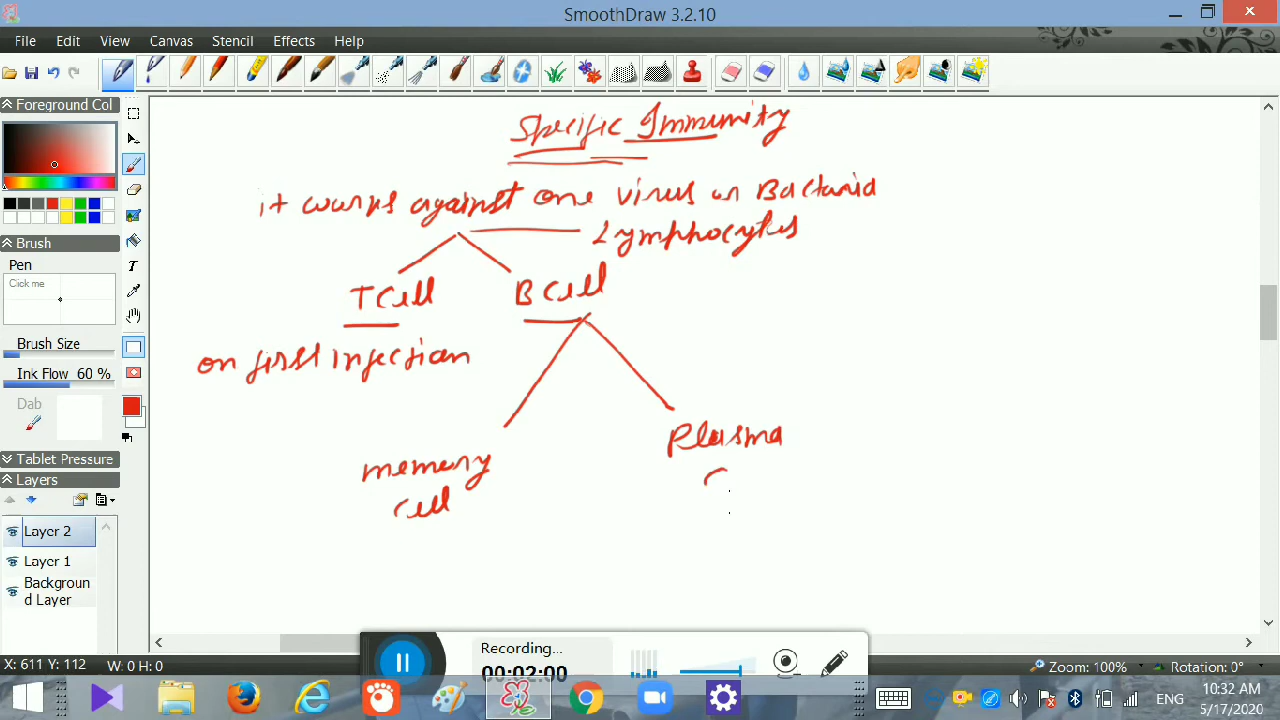 SmoothDraw 3.2.10
File Edit View Canvas Stencil Effects Help
Foreground Col
Brush
Pen
Click me
Brush Size
Ink Flow 60 %
Dab
Tablet Pressure
Layers
Layer 2
Layer 1
Backgroun
d Layer
Specific Immunity
it works against one virus or Bacteria
Lymphocytes
T Cell B Cell
on first injection
memory
cell
Plasma
C
Recording...
00:02:00
X: 611 Y: 112 W: 0 H: 0 Zoom: 100% Rotation: 0°
ENG
10:32 AM
5/17/2020